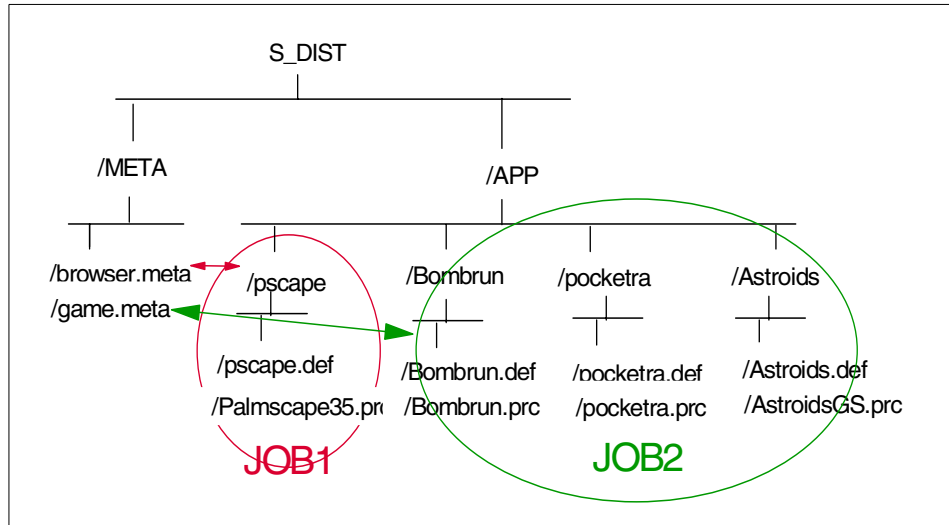 S_DIST
/META
/APP
/browser.meta
/game.meta
/pscape
/Bombrun
/pocketra
/Astroids
/pscape.def
/Palmscape35.prc
/Bombrun.def
/Bombrun.prc
/pocketra.def
/pocketra.prc
/Astroids.def
/AstroidsGS.prc
JOB1
JOB2